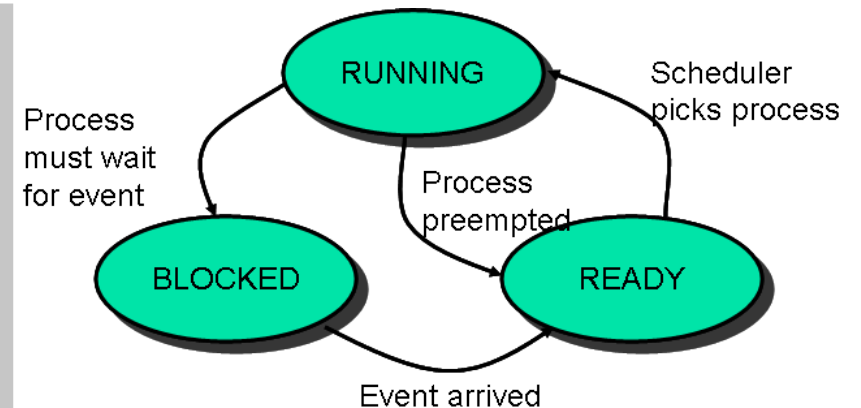 RUNNING
Scheduler
picks process
Process
must wait
for event
Process
preempted
BLOCKED
READY
Event arrived